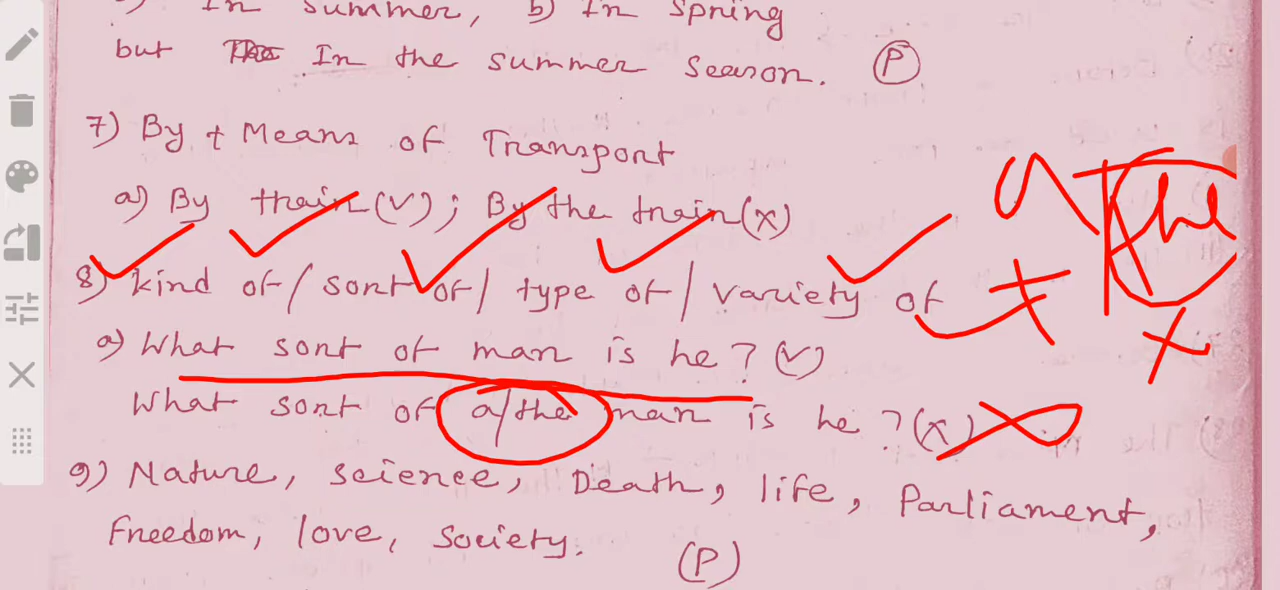 In summer, b) In spring
but The In the summer season. (P)
7) By + Means of Transport
a) By train (✓); By the train (x)
8) kind of / sort of / type of / variety of
a) What sort of man is he? (✓)
What sort of a/the man is he? (x)
9) Nature, science, Death, life, Parliament,
Freedom, love, Society.
(P)
a
the